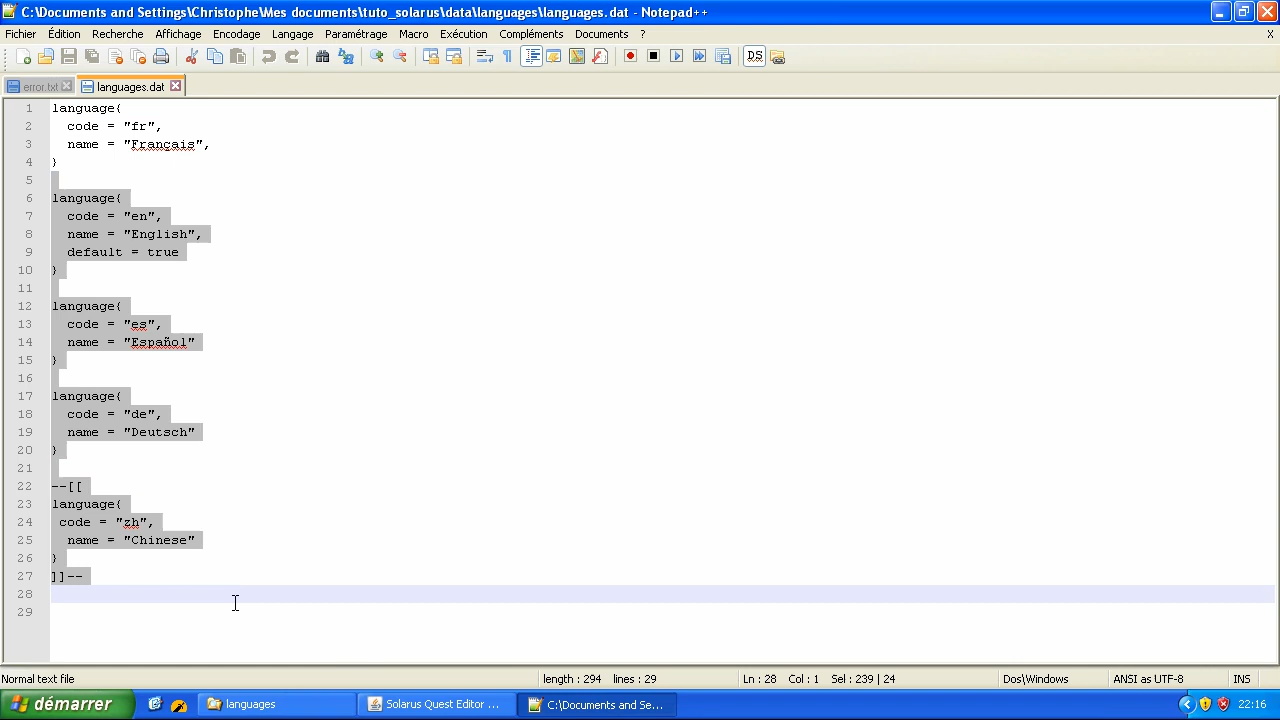 C:\Documents and Settings\Christophe\Mes documents\tuto_solarus\data\languages\languages.dat - Notepad++
Fichier Édition Recherche Affichage Encodage Langage Paramétrage Macro Exécution Compléments Documents ? X
error.txt languages.dat
1 language{
2 code = "fr",
3 name = "Français",
4 }
5
6 language{
7 code = "en",
8 name = "English",
9 default = true
10 }
11
12 language{
13 code = "es",
14 name = "Español"
15 }
16
17 language{
18 code = "de",
19 name = "Deutsch"
20 }
21
22 --[[
23 language{
24 code = "zh",
25 name = "Chinese"
26 }
27 ]]--
28
29
Normal text file length : 294 lines : 29 Ln : 28 Col : 1 Sel : 239 | 24 Dos\Windows ANSI as UTF-8 INS
démarrer languages Solarus Quest Editor ... C:\Documents and Se... 22:16